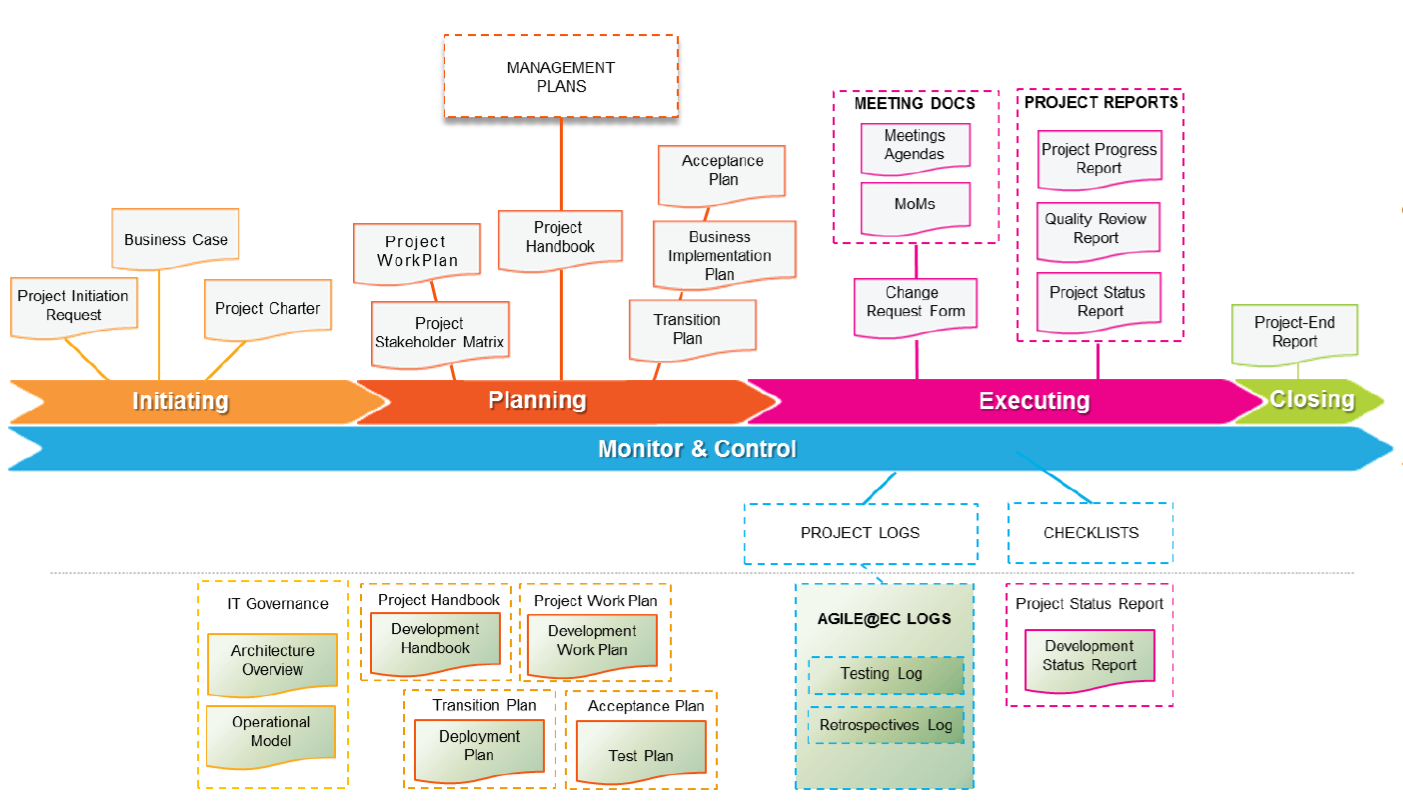 MANAGEMENT
PLANS
MEETING DOCS
Meetings
Agendas
MoMs
Change
Request Form
PROJECT REPORTS
Project Progress
Report
Quality Review
Report
Project Status
Report
Acceptance
Plan
Business
Implementation
Plan
Transition
Plan
Project
Handbook
Project
WorkPlan
Project
Stakeholder Matrix
Business Case
Project Initiation
Request
Project Charter
Project-End
Report
Initiating
Planning
Executing
Closing
Monitor & Control
PROJECT LOGS
CHECKLISTS
IT Governance
Architecture
Overview
Operational
Model
Project Handbook
Development
Handbook
Project Work Plan
Development
Work Plan
Transition Plan
Deployment
Plan
Acceptance Plan
Test Plan
AGILE@EC LOGS
Testing Log
Retrospectives Log
Project Status Report
Development
Status Report